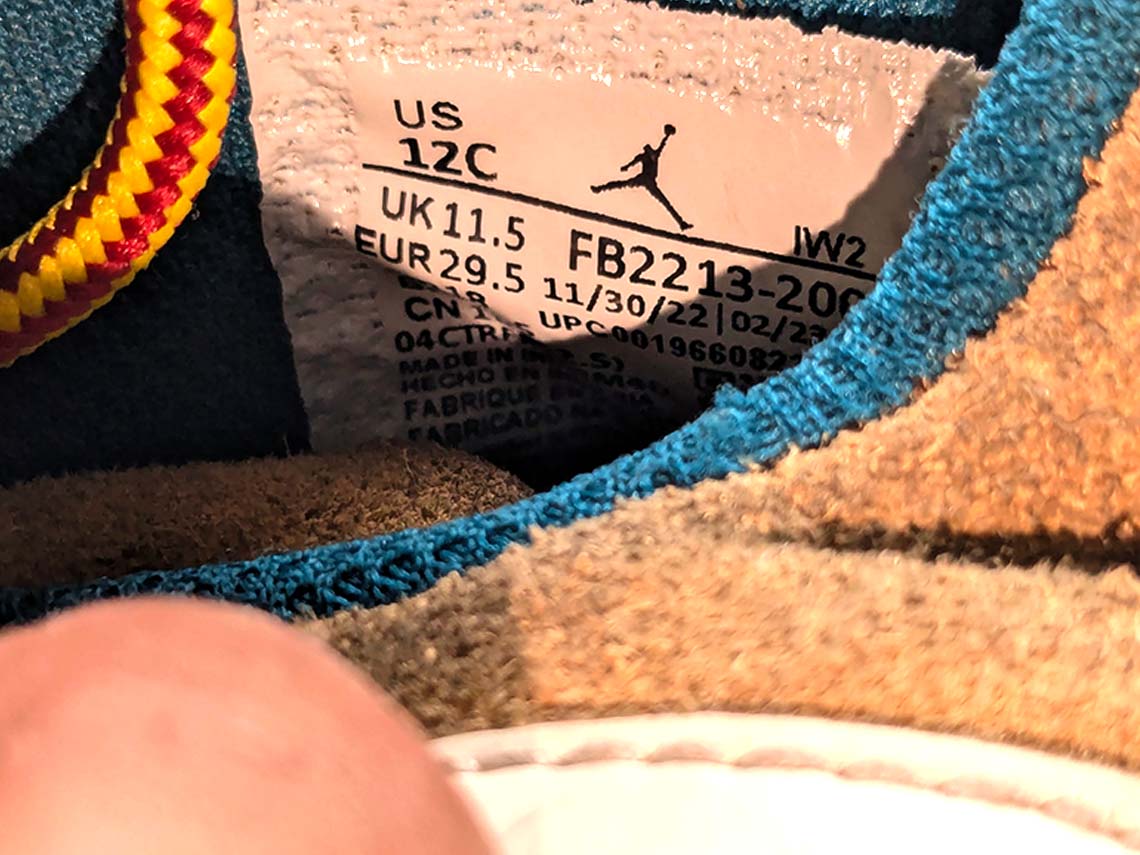 US
12C
UK 11.5
IW2
EUR 29.5
FB2213-200
11/30/22 | 02/23
CN
UPC
04CTRF
MADE IN
HECHO EN
FABRIQUE
FABRICADO